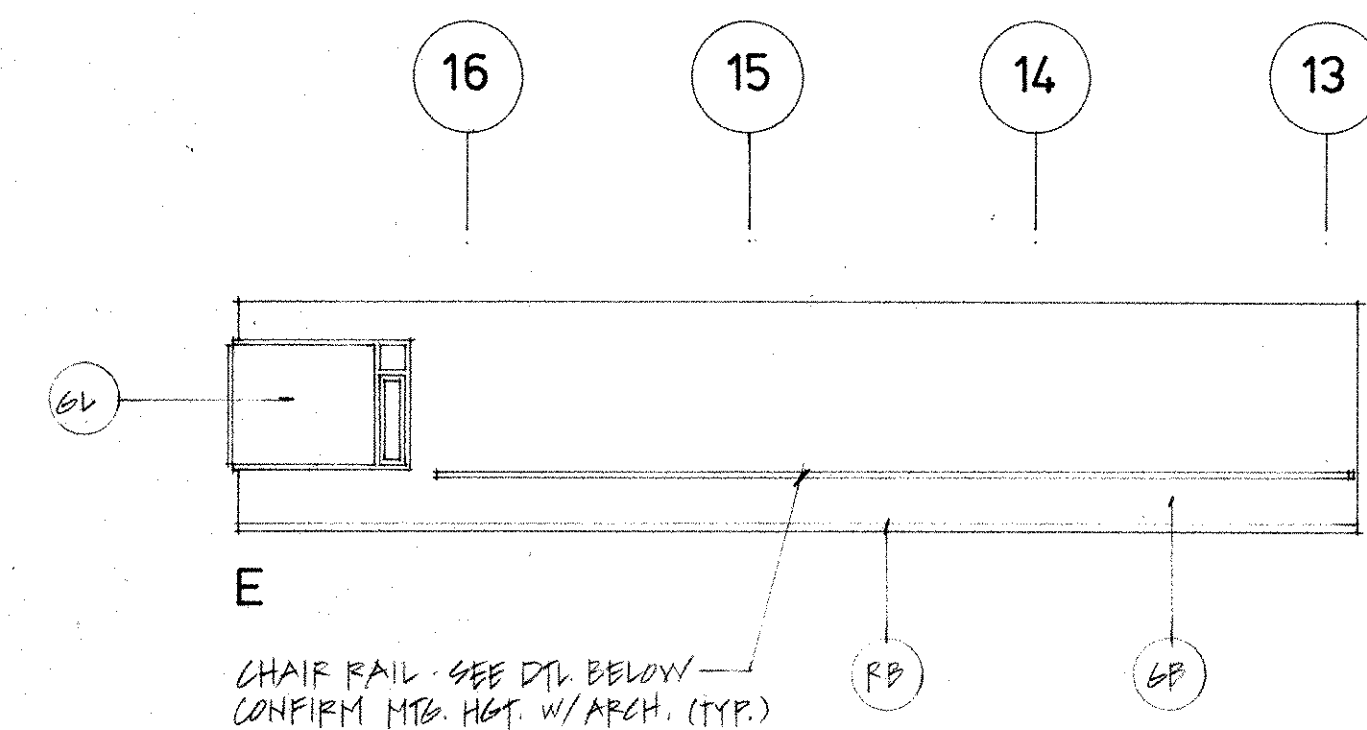 16 15 14 13
GL
E
CHAIR RAIL - SEE DTL. BELOW
CONFIRM MTG. HGT. W/ARCH. (TYP.)
RB
GB